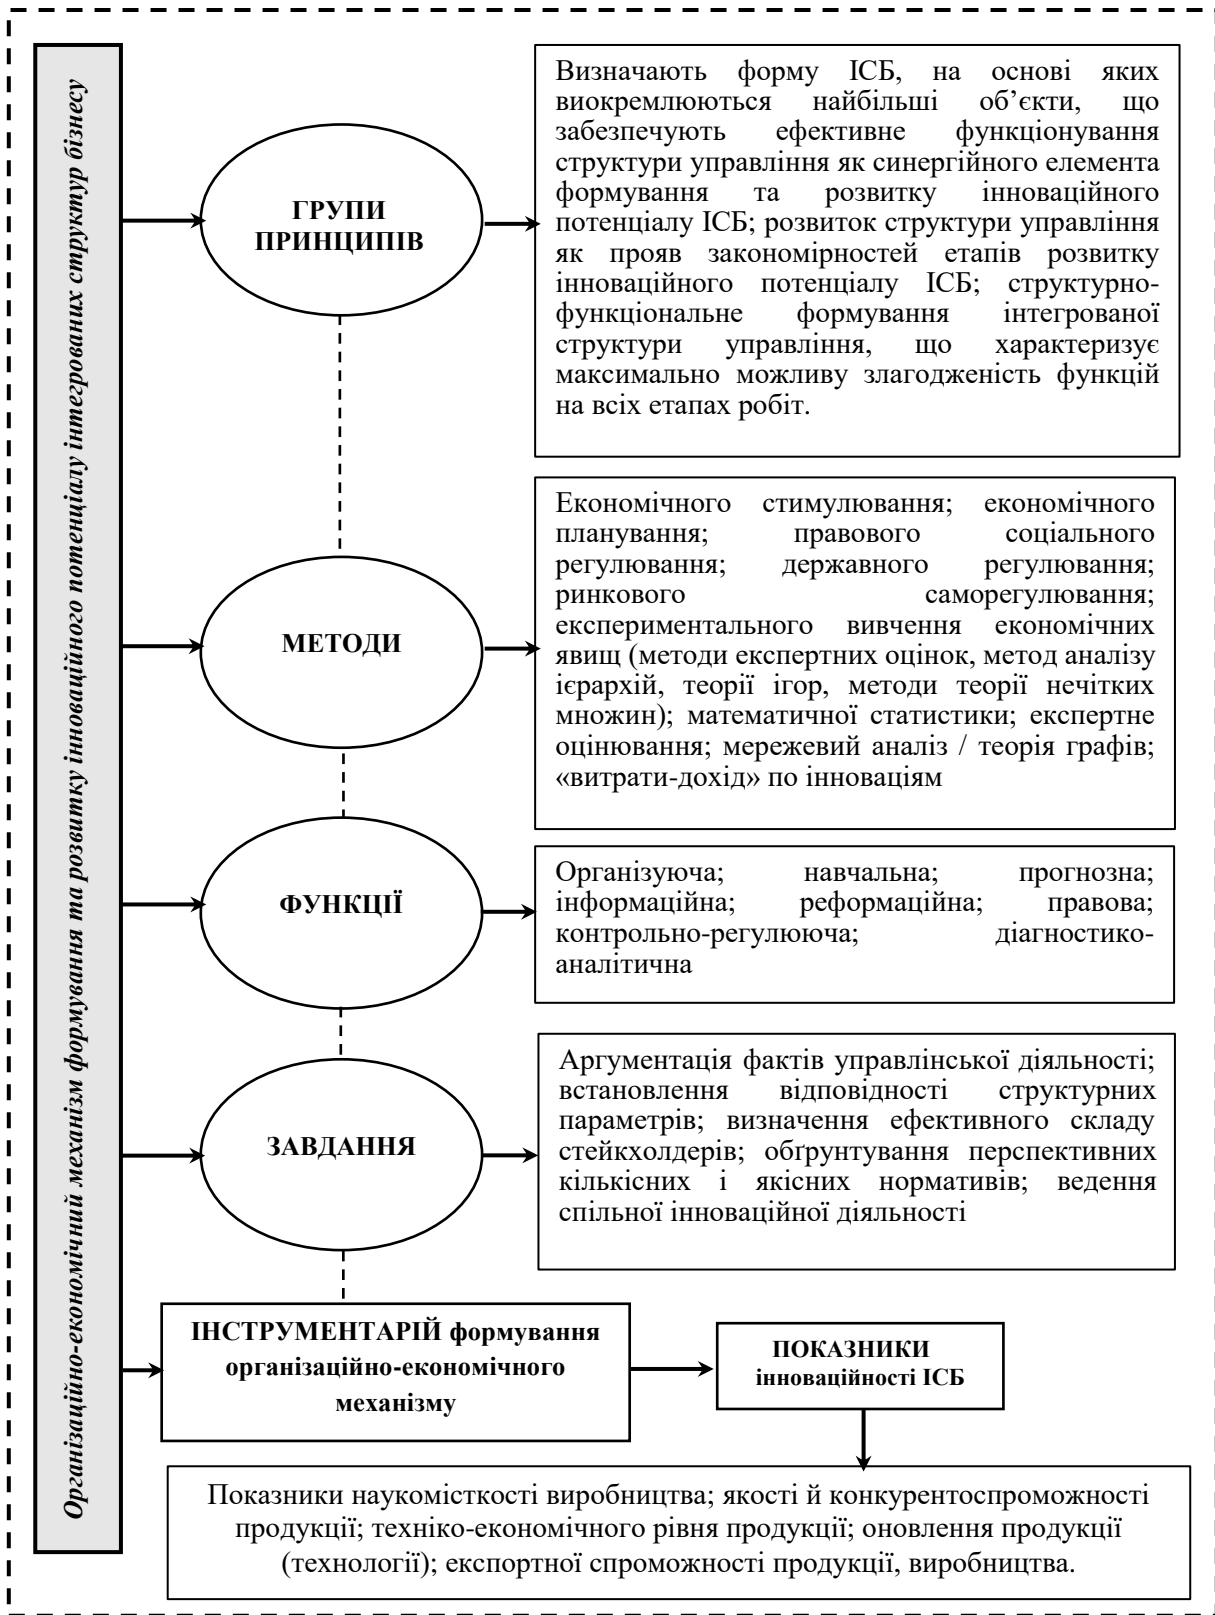 Організаційно-економічний механізм формування та розвитку інноваційного потенціалу інтегрованих структур бізнесу
ГРУПИ
ПРИНЦИПІВ
Визначають форму ІСБ, на основі яких
виокремлюються найбільші об’єкти, що
забезпечують ефективне функціонування
структури управління як синергійного елемента
формування та розвитку інноваційного
потенціалу ІСБ; розвиток структури управління
як прояв закономірностей етапів розвитку
інноваційного потенціалу ІСБ; структурно-
функціональне формування інтегрованої
структури управління, що характеризує
максимально можливу злагодженість функцій
на всіх етапах робіт.
МЕТОДИ
Економічного стимулювання; економічного
планування; правового соціального
регулювання; державного регулювання;
ринкового саморегулювання;
експериментального вивчення економічних
явищ (методи експертних оцінок, метод аналізу
ієрархій, теорії ігор, методи теорії нечітких
множин); математичної статистики; експертне
оцінювання; мережевий аналіз / теорія графів;
«витрати-дохід» по інноваціям
ФУНКЦІЇ
Організуюча; навчальна; прогнозна;
інформаційна; реформаційна; правова;
контрольно-регулююча; діагностико-
аналітична
ЗАВДАННЯ
Аргументація фактів управлінської діяльності;
встановлення відповідності структурних
параметрів; визначення ефективного складу
стейкхолдерів; обґрунтування перспективних
кількісних і якісних нормативів; ведення
спільної інноваційної діяльності
ІНСТРУМЕНТАРІЙ формування
організаційно-економічного
механізму
ПОКАЗНИКИ
інноваційності ІСБ
Показники наукомісткості виробництва; якості й конкурентоспроможності
продукції; техніко-економічного рівня продукції; оновлення продукції
(технології); експортної спроможності продукції, виробництва.